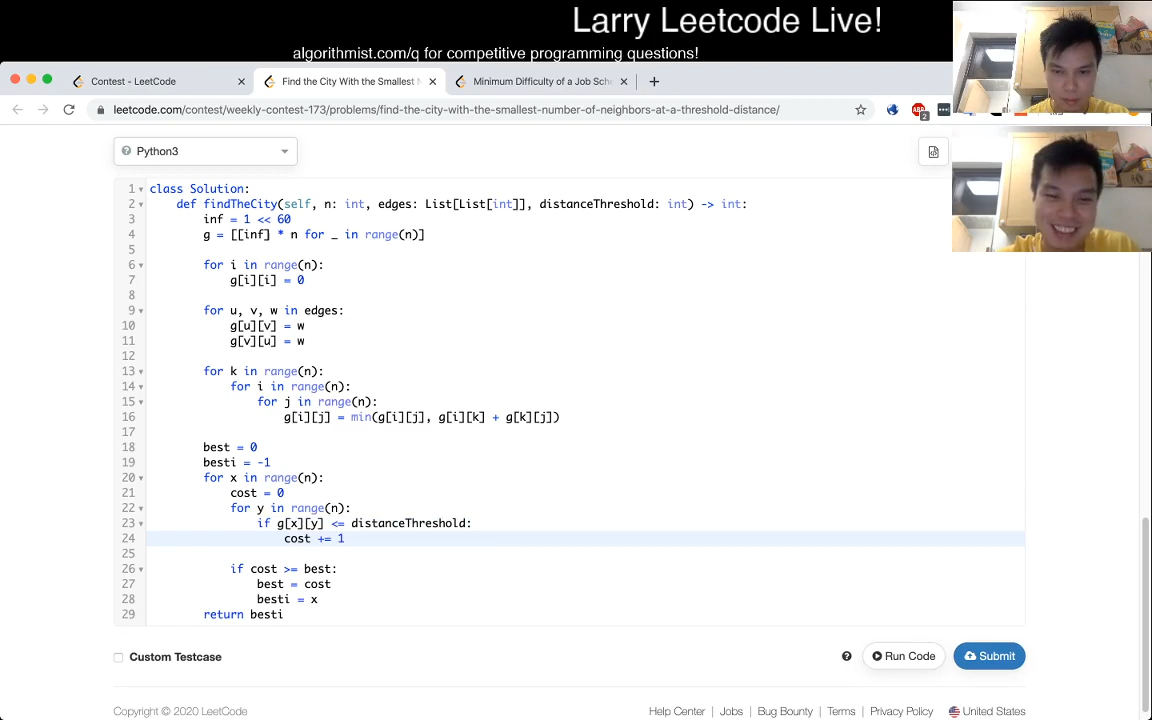 Larry Leetcode Live!
algorithmist.com/q for competitive programming questions!
Contest - LeetCode
Find the City With the Smallest
Minimum Difficulty of a Job Sche
leetcode.com/contest/weekly-contest-173/problems/find-the-city-with-the-smallest-number-of-neighbors-at-a-threshold-distance/
ABP
2
Python3
1 class Solution:
2 def findTheCity(self, n: int, edges: List[List[int]], distanceThreshold: int) -> int:
3 inf = 1 << 60
4 g = [[inf] * n for _ in range(n)]
5
6 for i in range(n):
7 g[i][i] = 0
8
9 for u, v, w in edges:
10 g[u][v] = w
11 g[v][u] = w
12
13 for k in range(n):
14 for i in range(n):
15 for j in range(n):
16 g[i][j] = min(g[i][j], g[i][k] + g[k][j])
17
18 best = 0
19 besti = -1
20 for x in range(n):
21 cost = 0
22 for y in range(n):
23 if g[x][y] <= distanceThreshold:
24 cost += 1
25
26 if cost >= best:
27 best = cost
28 besti = x
29 return besti
Custom Testcase
? Run Code Submit
Copyright © 2020 LeetCode
Help Center | Jobs | Bug Bounty | Terms | Privacy Policy United States